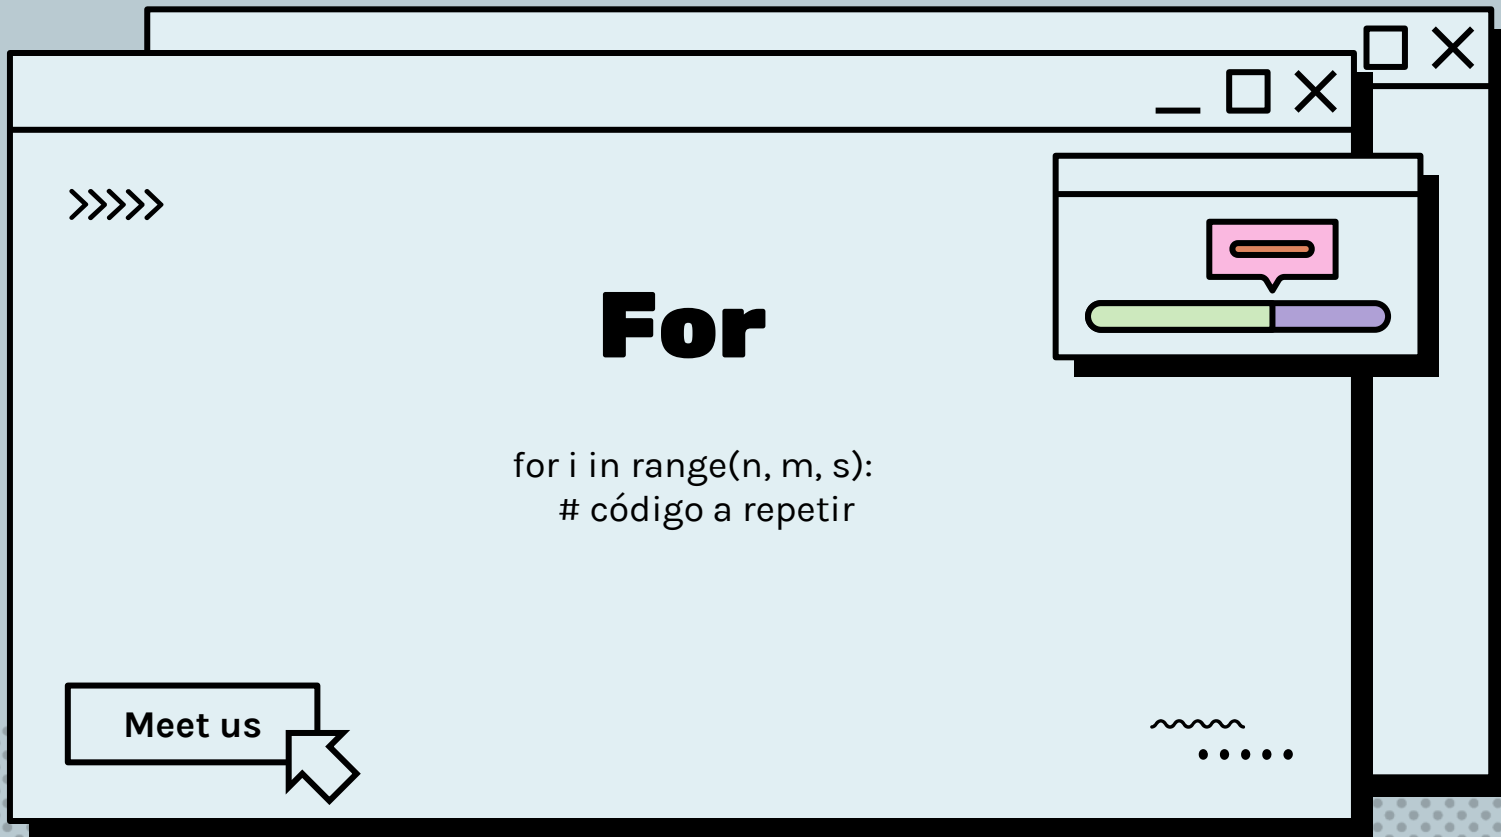 For
for i in range(n, m, s):
# código a repetir
Meet us